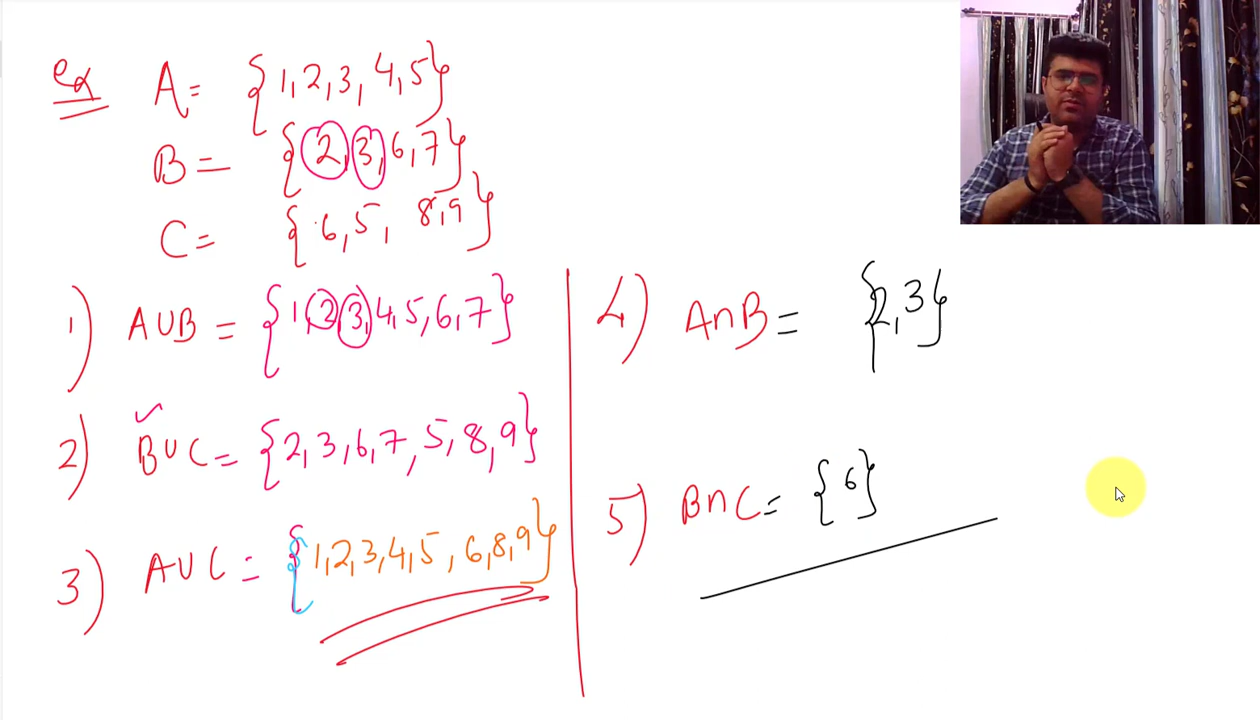 ex A = {1, 2, 3, 4, 5}
B = {2, 3, 6, 7}
C = {6, 5, 8, 9}
1) A∪B = {1, 2, 3, 4, 5, 6, 7}
2) B∪C = {2, 3, 6, 7, 5, 8, 9}
3) A∪C = {1, 2, 3, 4, 5, 6, 8, 9}
4) A∩B = {2, 3}
5) B∩C = {6}